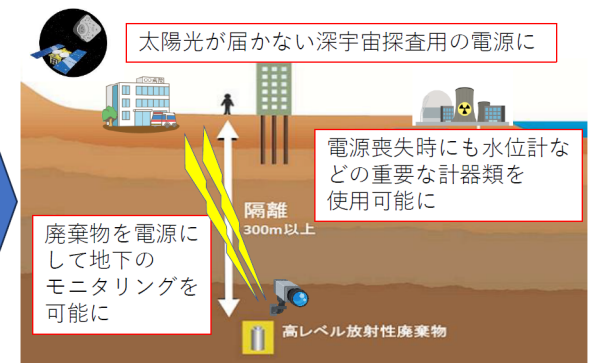 太陽光が届かない深宇宙探査用の電源に
電源喪失時にも水位計な
どの重要な計器類を
使用可能に
隔離
300m以上
廃棄物を電源に
して地下の
モニタリングを
可能に
高レベル放射性廃棄物